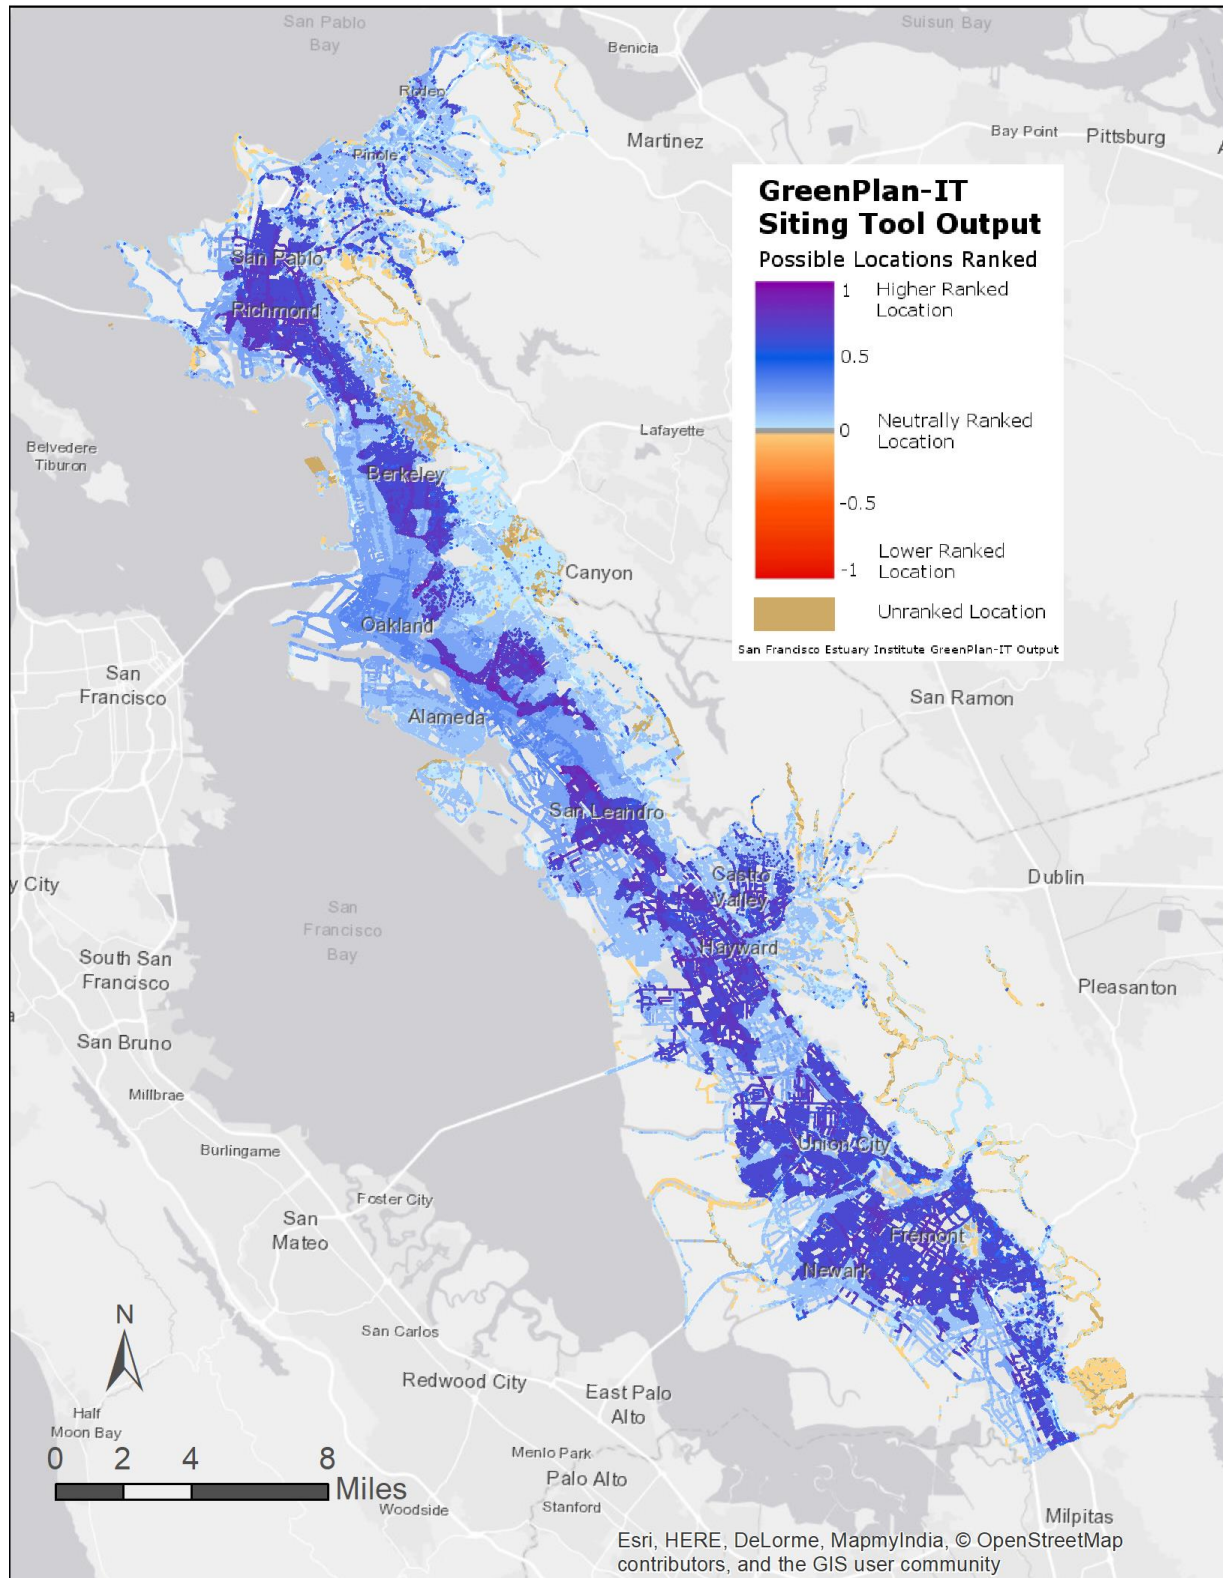 San Pablo
Bay
Suisun Bay
Benicia
Rodeo
Martinez
Bay Point
Pittsburg
Pinole
GreenPlan-IT
Siting Tool Output
Possible Locations Ranked
1
Higher Ranked
Location
0.5
0
Neutrally Ranked
Location
-0.5
-1
Lower Ranked
Location
Unranked Location
San Francisco Estuary Institute GreenPlan-IT Output
San Pablo
Richmond
Belvedere
Tiburon
Lafayette
Berkeley
Canyon
Oakland
San
Francisco
San Ramon
Alameda
San Leandro
Castro
Valley
Dublin
y City
San
Francisco
Bay
Hayward
South San
Francisco
Pleasanton
a
San Bruno
Millbrae
Burlingame
Union City
Foster City
San
Mateo
Fremont
Newark
N
San Carlos
Redwood City
East Palo
Alto
Half
Moon Bay
0 2 4 8
Miles
Menlo Park
Palo Alto
Stanford
Woodside
Milpitas
Esri, HERE, DeLorme, MapmyIndia, © OpenStreetMap
contributors, and the GIS user community